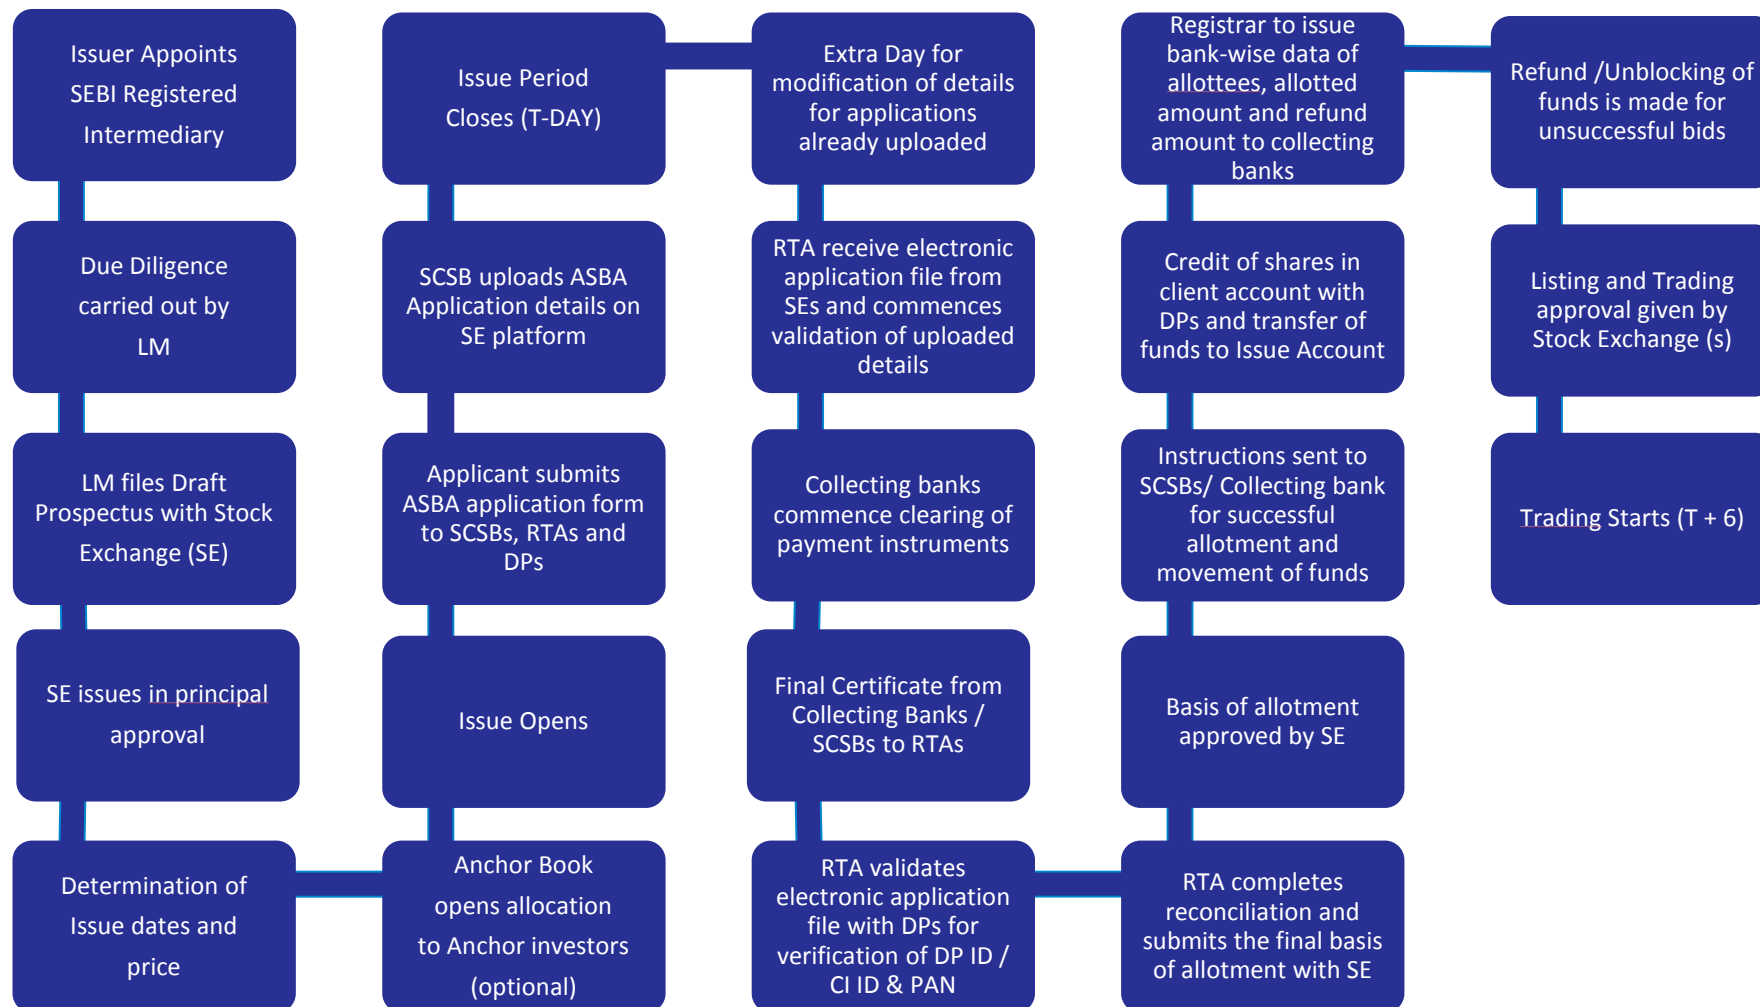 Issuer Appoints
SEBI Registered
Intermediary
Due Diligence
carried out by
LM
LM files Draft
Prospectus with Stock
Exchange (SE)
SE issues in principal
approval
Determination of
Issue dates and
price
Anchor Book
opens allocation
to Anchor investors
(optional)
Issue Opens
Applicant submits
ASBA application form
to SCSBs, RTAs and
DPs
SCSB uploads ASBA
Application details on
SE platform
Issue Period
Closes (T-DAY)
Extra Day for
modification of details
for applications
already uploaded
RTA receive electronic
application file from
SEs and commences
validation of uploaded
details
Collecting banks
commence clearing of
payment instruments
Final Certificate from
Collecting Banks /
SCSBs to RTAs
RTA validates
electronic application
file with DPs for
verification of DP ID /
CI ID & PAN
RTA completes
reconciliation and
submits the final basis
of allotment with SE
Basis of allotment
approved by SE
Instructions sent to
SCSBs/ Collecting bank
for successful
allotment and
movement of funds
Credit of shares in
client account with
DPs and transfer of
funds to Issue Account
Registrar to issue
bank-wise data of
allottees, allotted
amount and refund
amount to collecting
banks
Refund /Unblocking of
funds is made for
unsuccessful bids
Listing and Trading
approval given by
Stock Exchange (s)
Trading Starts (T + 6)